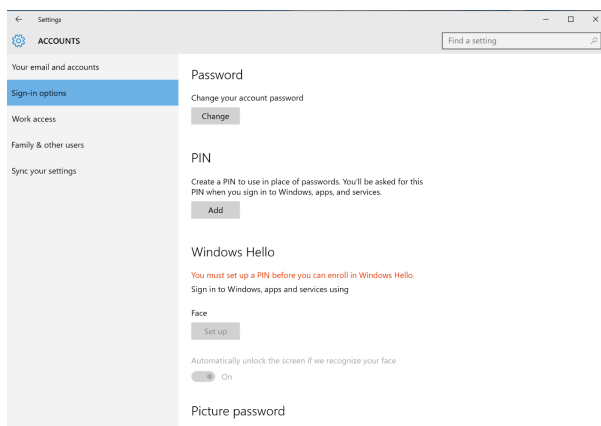 Settings
ACCOUNTS
Find a setting
Your email and accounts
Sign-in options
Work access
Family & other users
Sync your settings
Password
Change your account password
Change
PIN
Create a PIN to use in place of passwords. You'll be asked for this
PIN when you sign in to Windows, apps, and services.
Add
Windows Hello
You must set up a PIN before you can enroll in Windows Hello.
Sign in to Windows, apps and services using
Face
Set up
Automatically unlock the screen if we recognize your face
On
Picture password